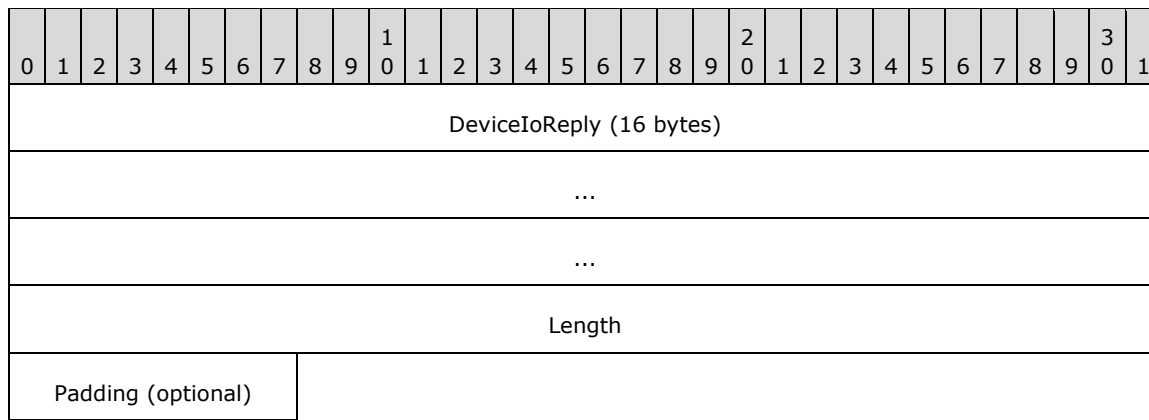 1 2 3
0 1 2 3 4 5 6 7 8 9 0 1 2 3 4 5 6 7 8 9 0 1 2 3 4 5 6 7 8 9 0 1
DeviceIoReply (16 bytes)
...
...
Length
Padding (optional)